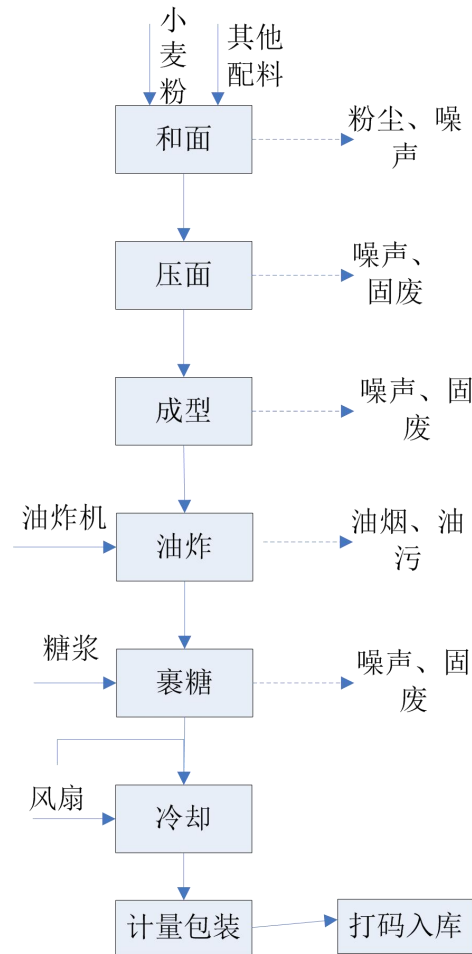 小
麦
粉
其他
配料
和面
粉尘、噪
声
压面
噪声、
固废
成型
噪声、固
废
油炸机
油炸
油烟、油
污
糖浆
裹糖
噪声、固
废
风扇
冷却
计量包装
打码入库